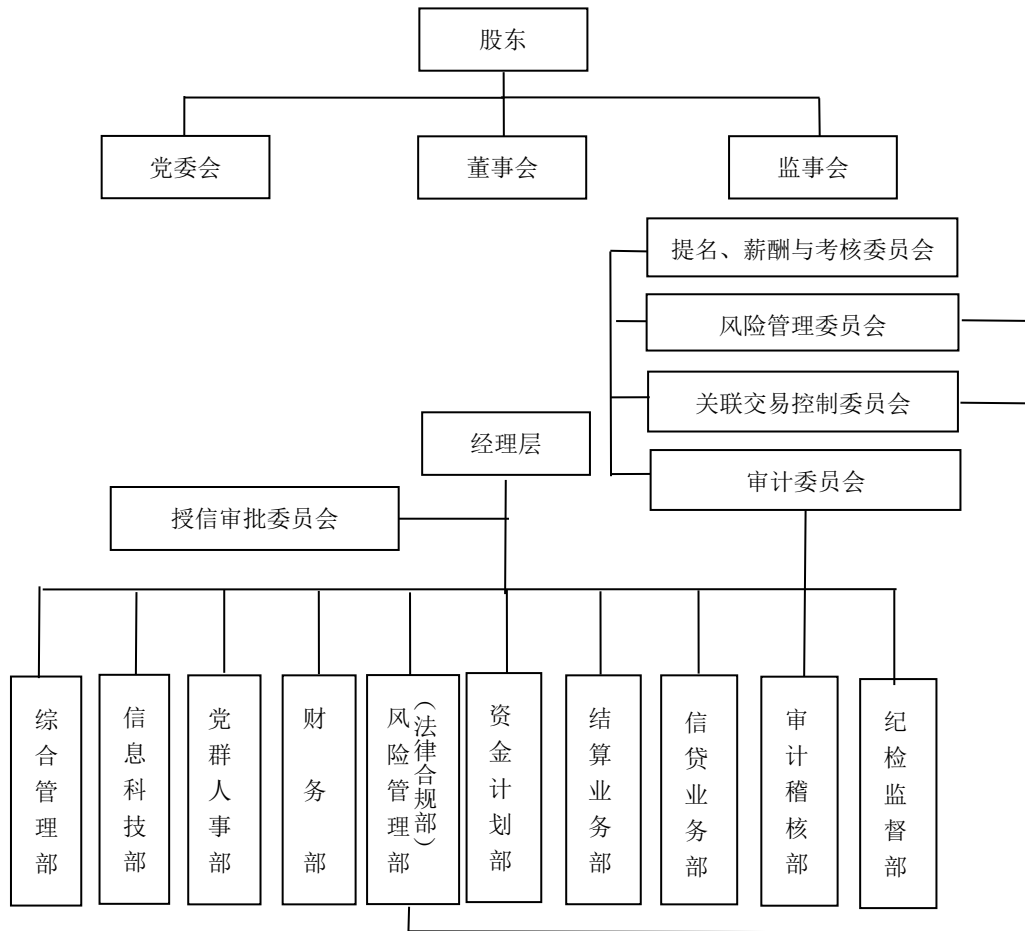 股东
党委会
董事会
监事会
提名、薪酬与考核委员会
风险管理委员会
关联交易控制委员会
经理层
审计委员会
授信审批委员会
综合管理部
信息科技部
党群人事部
财务部
风险管理部
（法律合规部）
资金计划部
结算业务部
信贷业务部
审计稽核部
纪检监督部